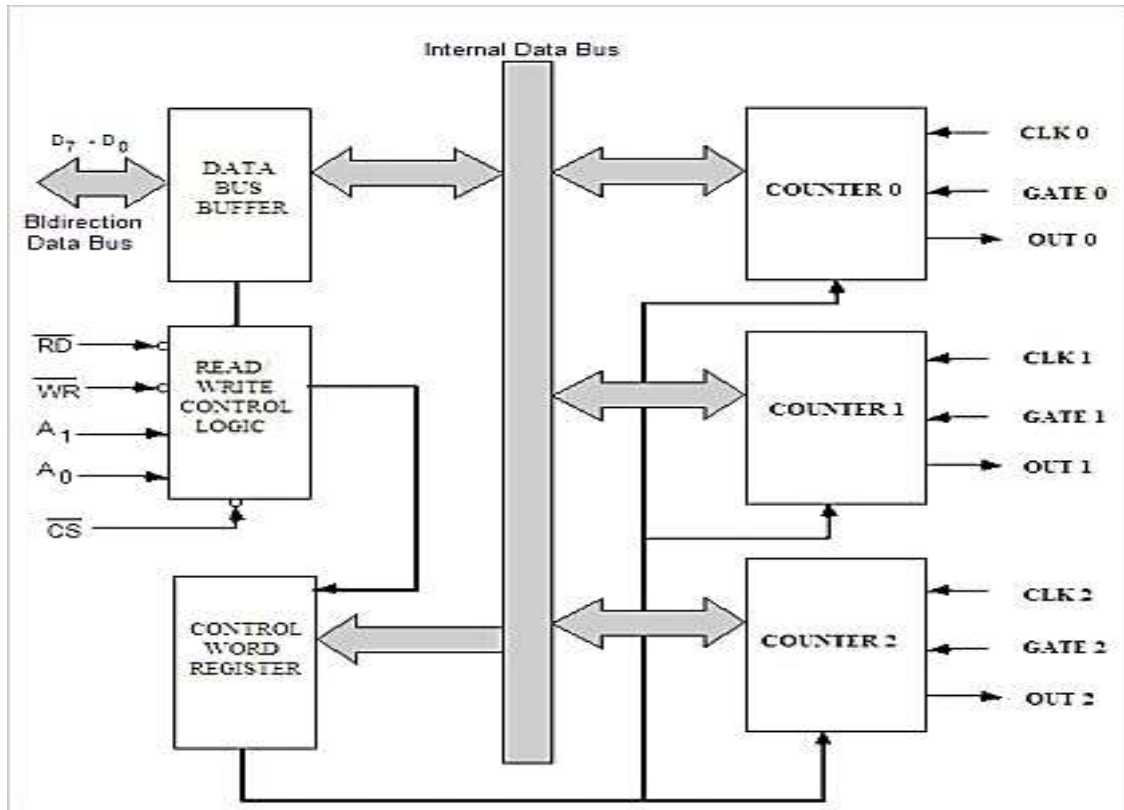 Internal Data Bus
D7 - D0
BIdirection
Data Bus
DATA
BUS
BUFFER
RD
WR
A1
A0
CS
READ/
WRITE
CONTROL
LOGIC
CONTROL
WORD
REGISTER
COUNTER 0
CLK 0
GATE 0
OUT 0
COUNTER 1
CLK 1
GATE 1
OUT 1
COUNTER 2
CLK 2
GATE 2
OUT 2